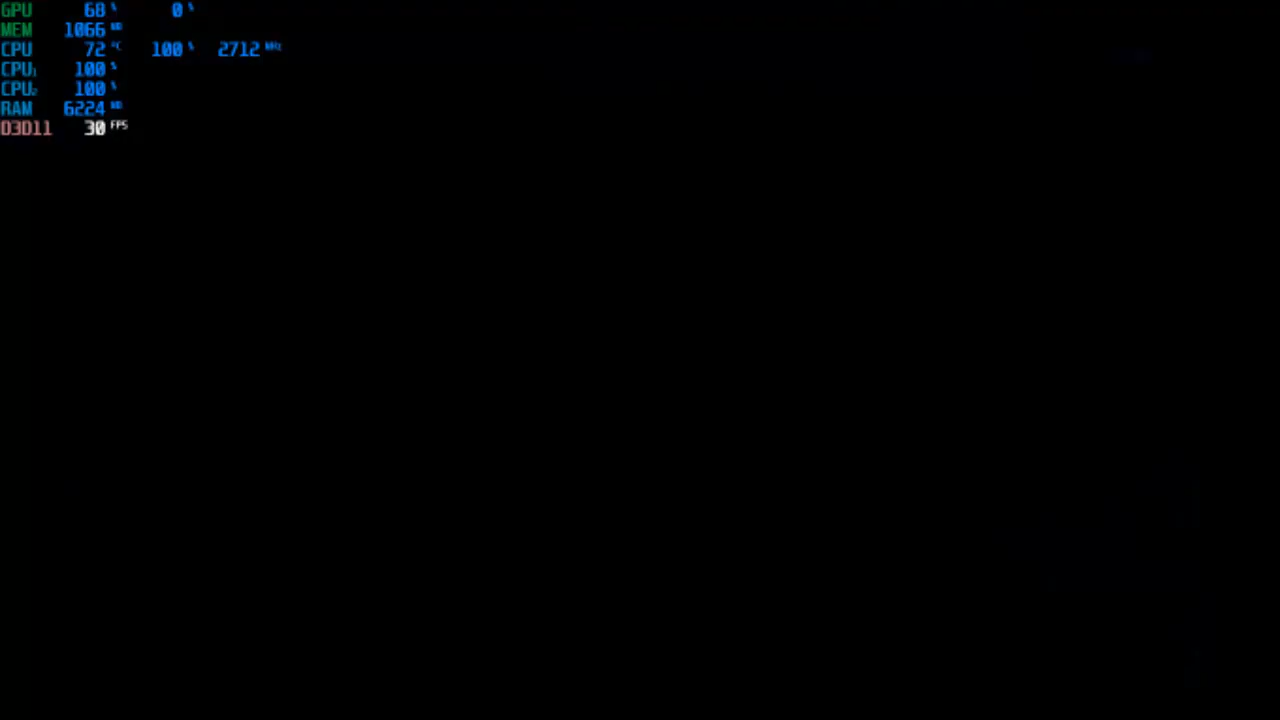 GPU 68 % 0 %
MEM 1066 MB
CPU 72 °C 100 % 2712 MHz
CPU1 100 %
CPU2 100 %
RAM 6224 MB
D3D11 30 FPS